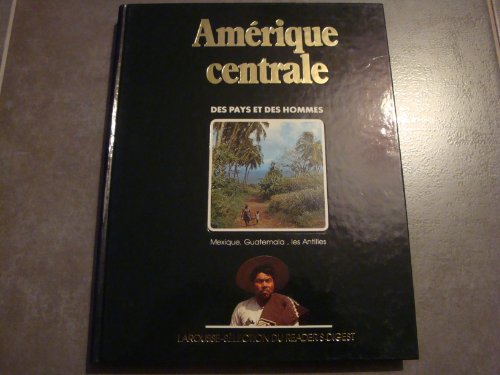 Amérique
centrale
DES PAYS ET DES HOMMES
Mexique, Guatemala , les Antilles
LAROUSSE-SÉLECTION DU READER'S DIGEST